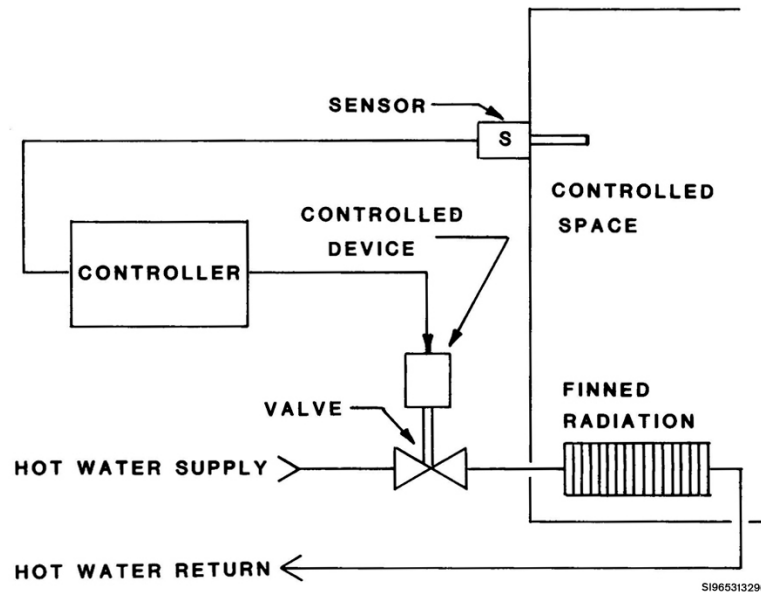 SENSOR
S
CONTROLLED
SPACE
CONTROLLED
DEVICE
CONTROLLER
VALVE
FINNED
RADIATION
HOT WATER SUPPLY
HOT WATER RETURN